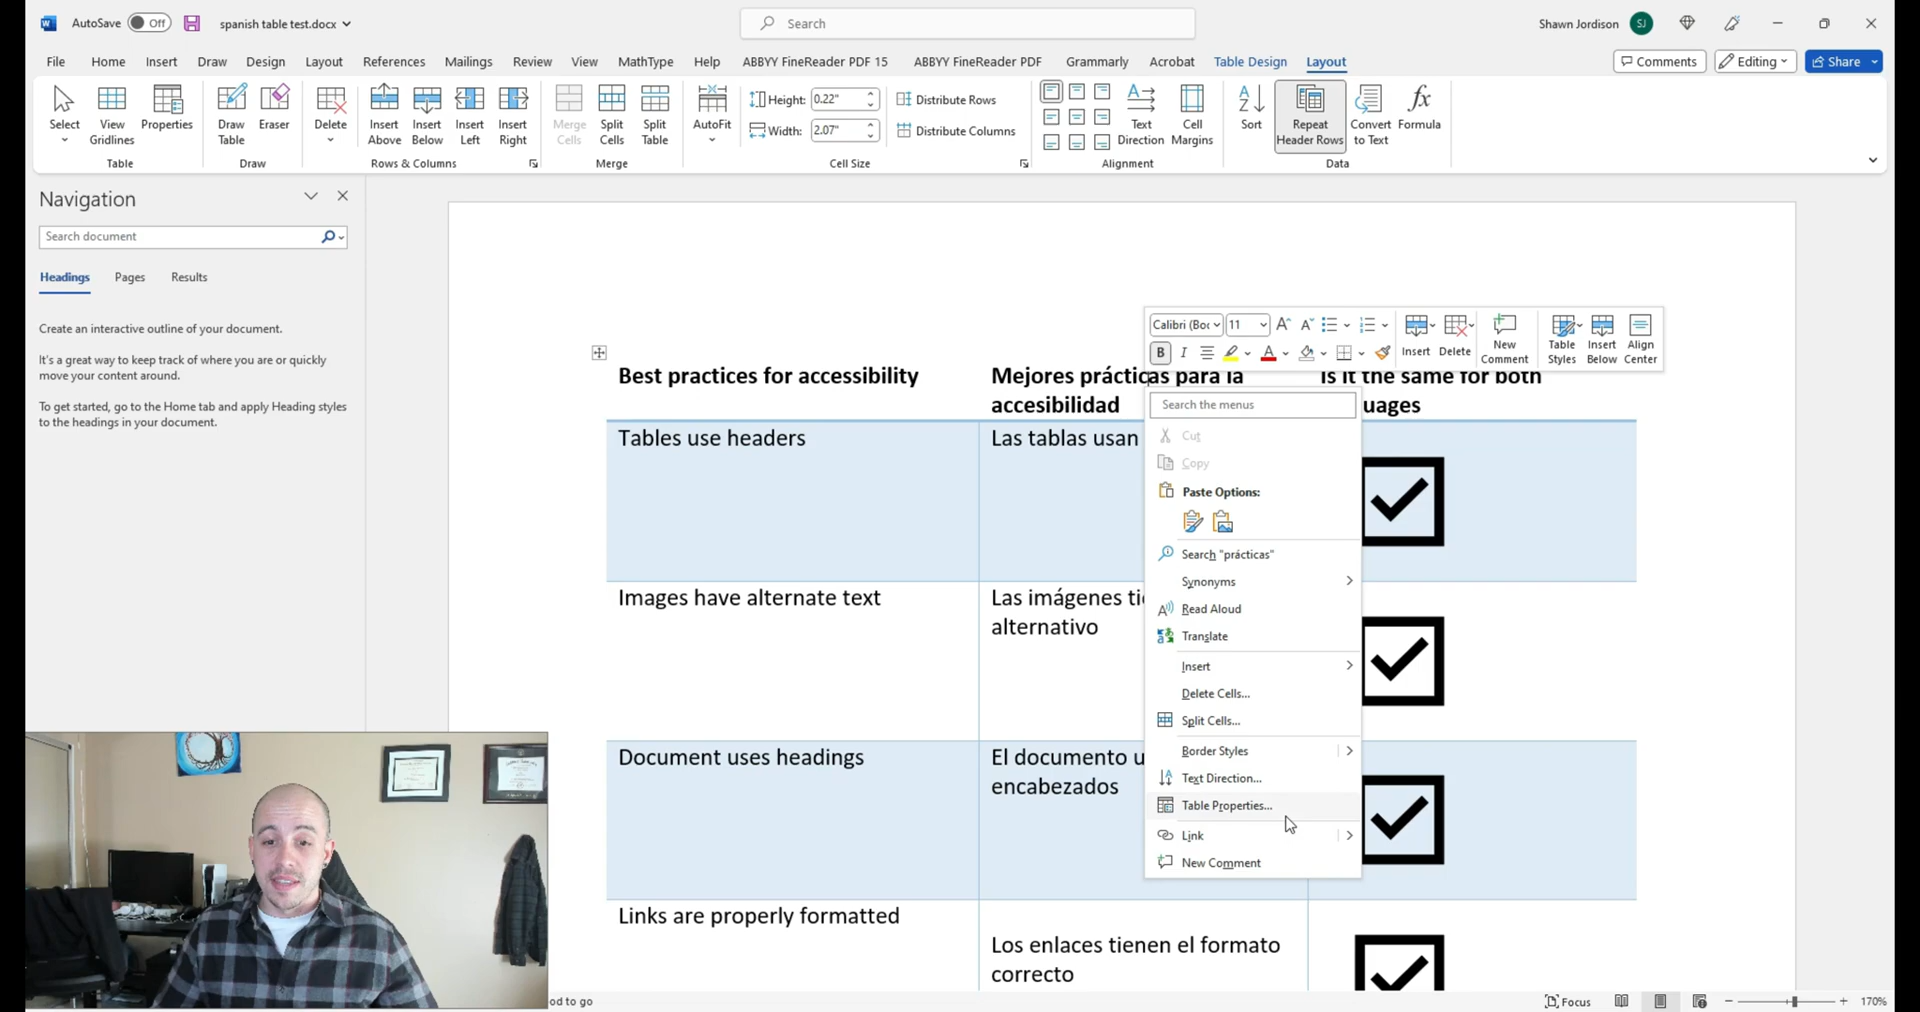 AutoSave Off spanish table test.docx Search Shawn Jordison SJ
File Home Insert Draw Design Layout References Mailings Review View MathType Help ABBYY FineReader PDF 15 ABBYY FineReader PDF Grammarly Acrobat Table Design Layout Comments Editing Share
Select
View
Gridlines
Properties
Table
Draw
Table
Eraser
Draw
Delete
Insert
Above
Insert
Below
Insert
Left
Insert
Right
Rows & Columns
Merge
Cells
Split
Cells
Split
Table
Merge
AutoFit
Height: 0.22"
Width: 2.07"
Distribute Rows
Distribute Columns
Cell Size
Text
Direction
Cell
Margins
Alignment
Sort
Repeat
Header Rows
Convert
to Text
Formula
Data
Navigation
Search document
Headings Pages Results
Create an interactive outline of your document.
It's a great way to keep track of where you are or quickly
move your content around.
To get started, go to the Home tab and apply Heading styles
to the headings in your document.
Calibri (Boc 11
New
Comment
Insert Delete
Table
Styles
Insert
Below
Align
Center
Best practices for accessibility
Mejores prácticas para la
accesibilidad
Is it the same for both
uages
Search the menus
Cut
Copy
Paste Options:
Search "prácticas"
Synonyms
Read Aloud
Translate
Insert
Delete Cells...
Split Cells...
Border Styles
Text Direction...
Table Properties...
Link
New Comment
Tables use headers
Las tablas usan
Images have alternate text
Las imágenes ti
alternativo
Document uses headings
El documento u
encabezados
Links are properly formatted
Los enlaces tienen el formato
correcto
od to go Focus 170%